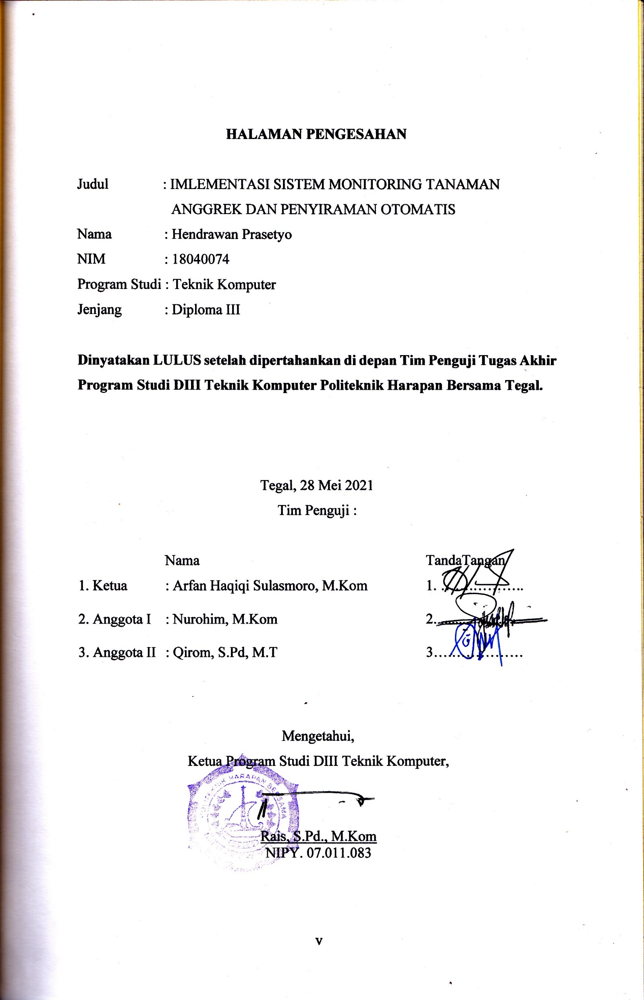 HALAMAN PENGESAHAN
Judul : IMLEMENTASI SISTEM MONITORING TANAMAN
ANGGREK DAN PENYIRAMAN OTOMATIS
Nama : Hendrawan Prasetyo
NIM : 18040074
Program Studi : Teknik Komputer
Jenjang : Diploma III
Dinyatakan LULUS setelah dipertahankan di depan Tim Penguji Tugas Akhir
Program Studi DIII Teknik Komputer Politeknik Harapan Bersama Tegal.
Tegal, 28 Mei 2021
Tim Penguji :
Nama TandaTangan
1. Ketua : Arfan Haqiqi Sulasmoro, M.Kom 1. ....................
2. Anggota I : Nurohim, M.Kom 2.....................
3. Anggota II : Qirom, S.Pd, M.T 3.....................
Mengetahui,
Ketua Program Studi DIII Teknik Komputer,
HARAPAN BERSAMA
Rais, S.Pd., M.Kom
NIPY. 07.011.083
v